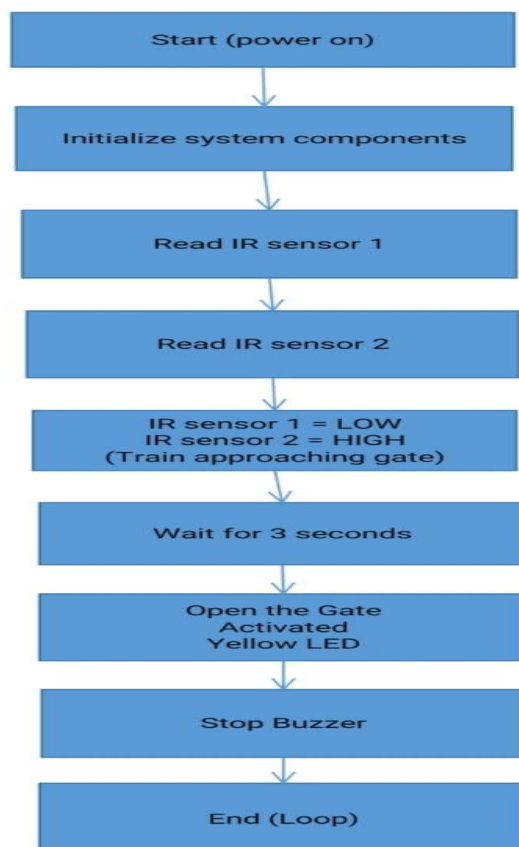 Start (power on)
Initialize system components
Read IR sensor 1
Read IR sensor 2
IR sensor 1 = LOW
IR sensor 2 = HIGH
(Train approaching gate)
Wait for 3 seconds
Open the Gate
Activated
Yellow LED
Stop Buzzer
End (Loop)